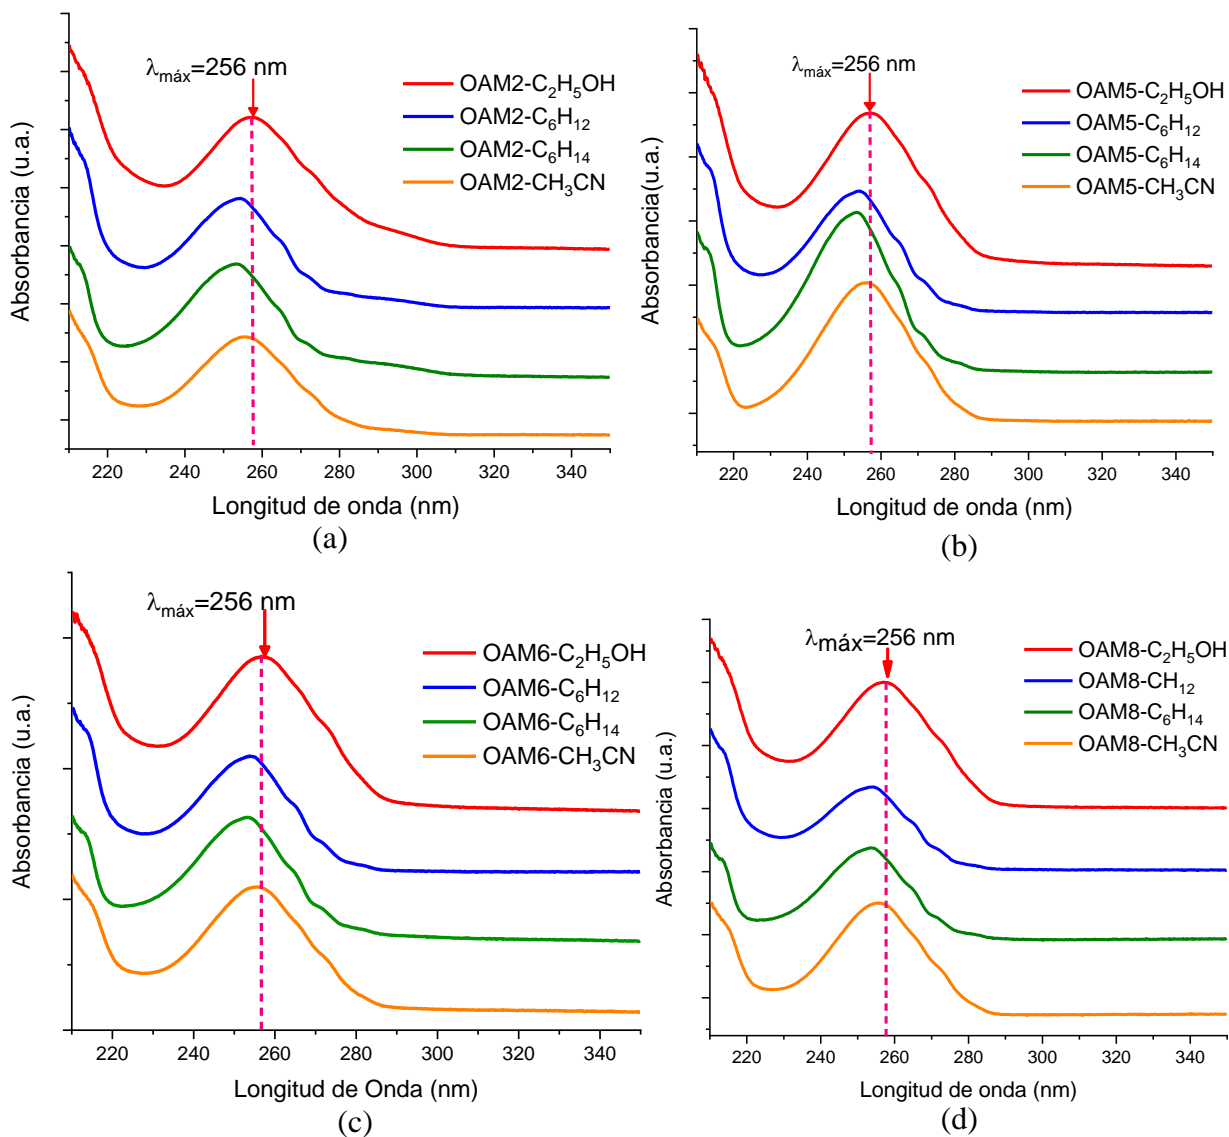 λmáx=256 nm
OAM2-C2H5OH
OAM2-C6H12
OAM2-C6H14
OAM2-CH3CN
Absorbancia (u.a.)
220 240 260 280 300 320 340
Longitud de onda (nm)
(a)
λmáx=256 nm
OAM5-C2H5OH
OAM5-C6H12
OAM5-C6H14
OAM5-CH3CN
Absorbancia(u.a.)
220 240 260 280 300 320 340
Longitud de onda (nm)
(b)
λmáx=256 nm
OAM6-C2H5OH
OAM6-C6H12
OAM6-C6H14
OAM6-CH3CN
Absorbancia (u.a.)
220 240 260 280 300 320 340
Longitud de Onda (nm)
(c)
λmáx=256 nm
OAM8-C2H5OH
OAM8-CH12
OAM8-C6H14
OAM8-CH3CN
Absorbancia (u.a.)
220 240 260 280 300 320 340
Longitud de onda (nm)
(d)